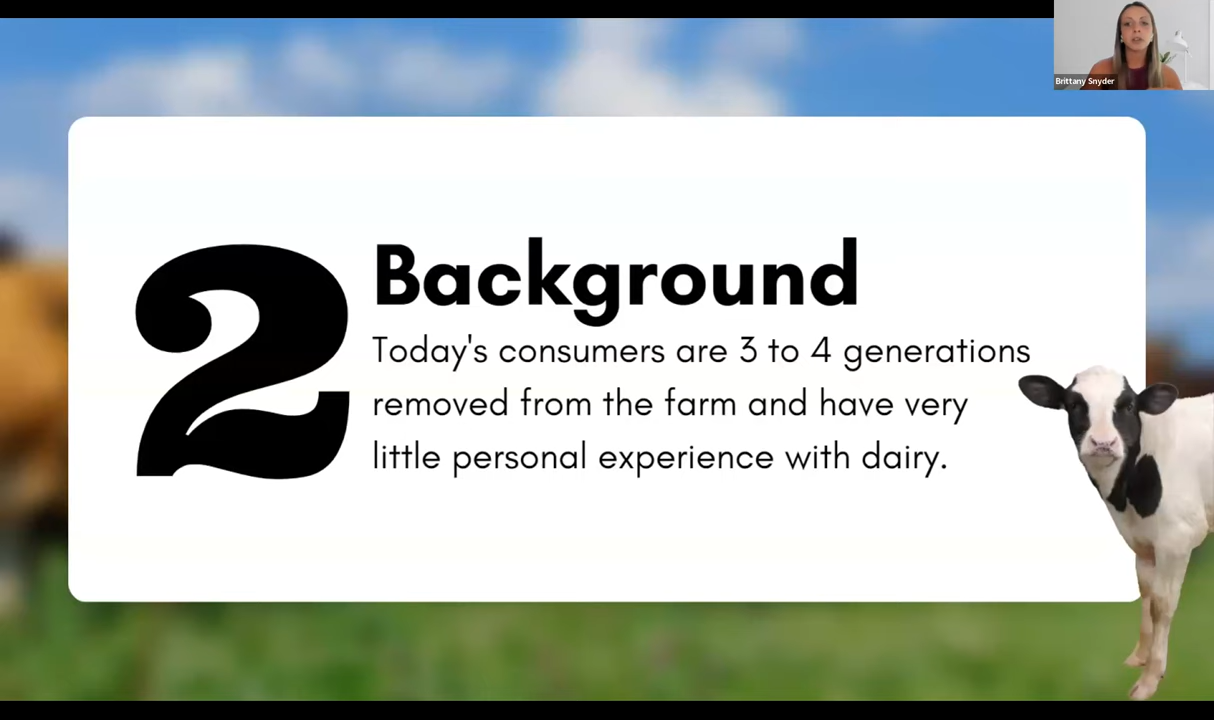 Brittany Snyder
2
Background
Today's consumers are 3 to 4 generations
removed from the farm and have very
little personal experience with dairy.